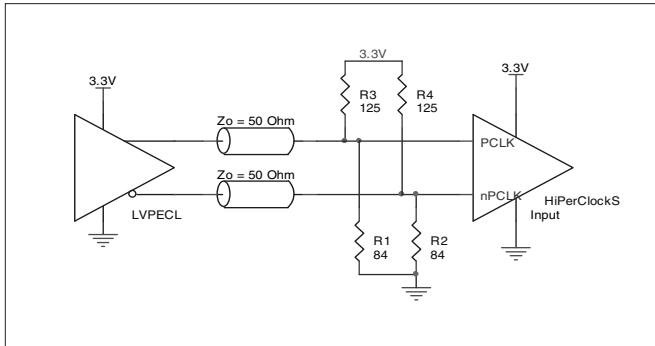 3.3V
3.3V
3.3V
R3
125
R4
125
Zo = 50 Ohm
PCLK
Zo = 50 Ohm
nPCLK
HiPerClockS
Input
LVPECL
R1
84
R2
84